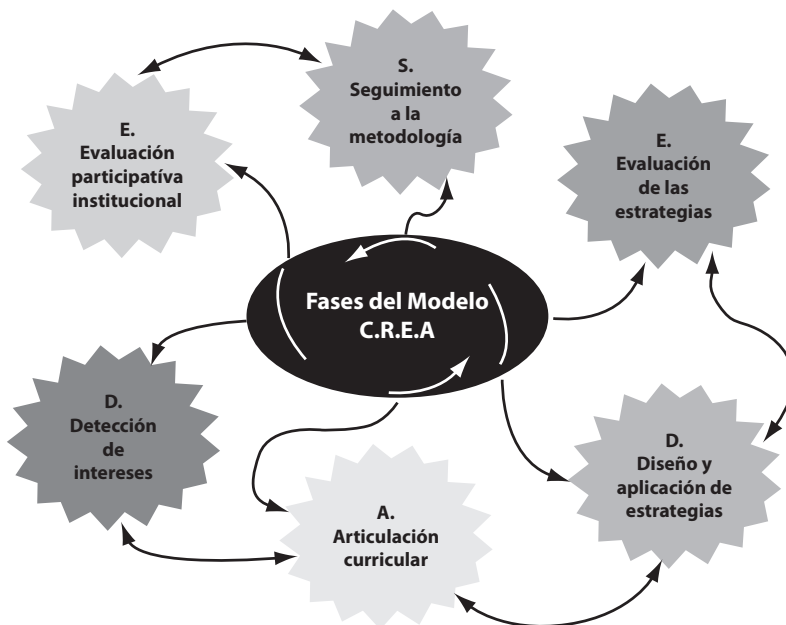 S.
Seguimiento
a la
metodología
E.
Evaluación
participatíva
institucional
E.
Evaluación
de las
estrategias
Fases del Modelo
C.R.E.A
D.
Detección
de
intereses
A.
Articulación
curricular
D.
Diseño y
aplicación de
estrategias